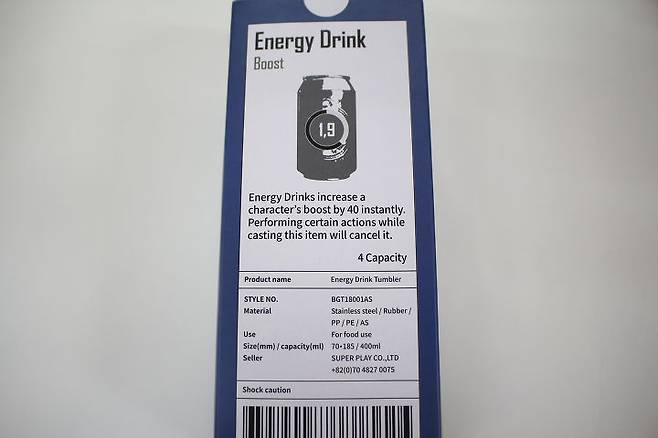 Energy Drink
Boost
1,9
Energy Drinks increase a
character's boost by 40 instantly.
Performing certain actions while
casting this item will cancel it.
4 Capacity
Product name Energy Drink Tumbler
STYLE NO. BGT18001AS
Material Stainless steel / Rubber /
PP / PE / AS
Use For food use
Size(mm) / capacity(ml) 70*185 / 400ml
Seller SUPER PLAY CO.,LTD
+82(0)70 4827 0075
Shock caution